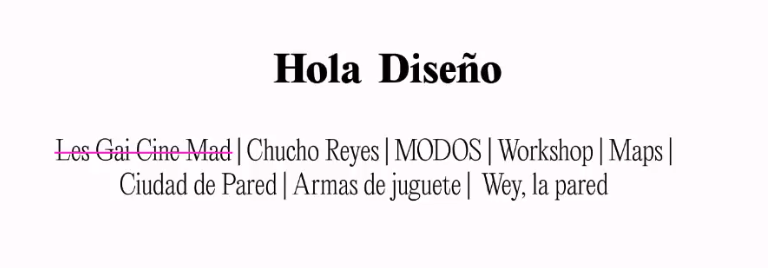 Hola Diseño
Les Gai Cine Mad | Chucho Reyes | MODOS | Workshop | Maps |
Ciudad de Pared | Armas de juguete | Wey, la pared